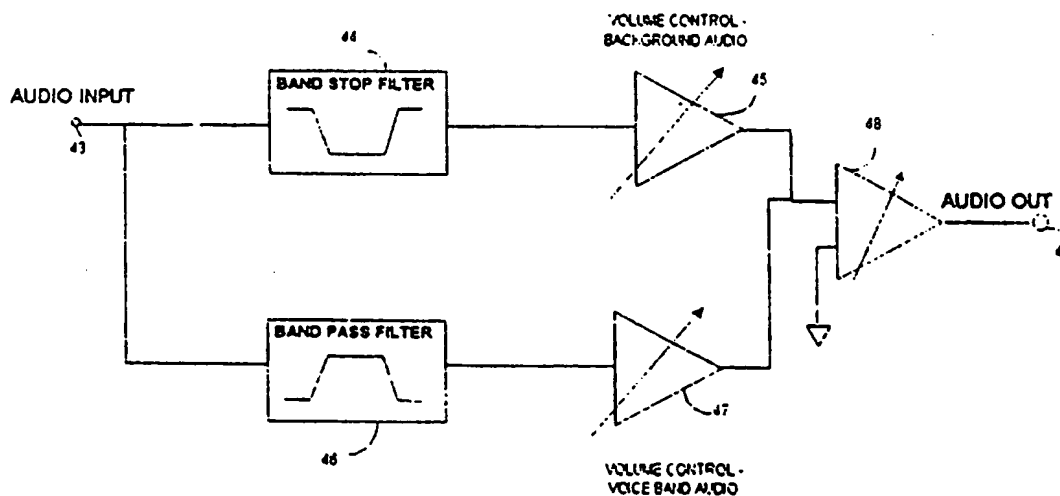 VOLUME CONTROL -
BACKGROUND AUDIO
44
BAND STOP FILTER
45
AUDIO INPUT
43
48
AUDIO OUT
BAND PASS FILTER
46
47
VOLUME CONTROL -
VOICE BAND AUDIO